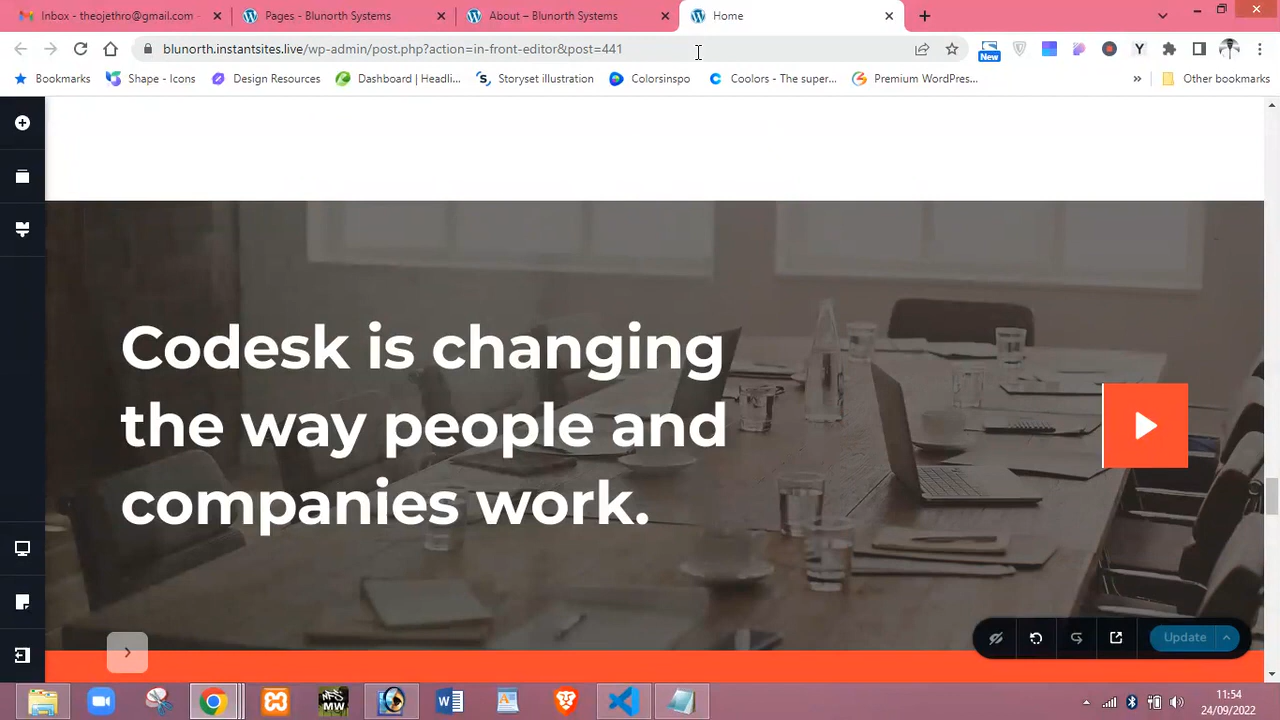 Inbox - theojethro@gmail.com -
Pages - Blunorth Systems
About – Blunorth Systems
Home
blunorth.instantsites.live/wp-admin/post.php?action=in-front-editor&post=441
New
Y
Bookmarks
Shape - Icons
Design Resources
Dashboard | Headli...
Storyset illustration
Colorsinspo
Coolors - The super...
Premium WordPres...
»
Other bookmarks
Codesk is changing
the way people and
companies work.
Update
MW
11:54
24/09/2022